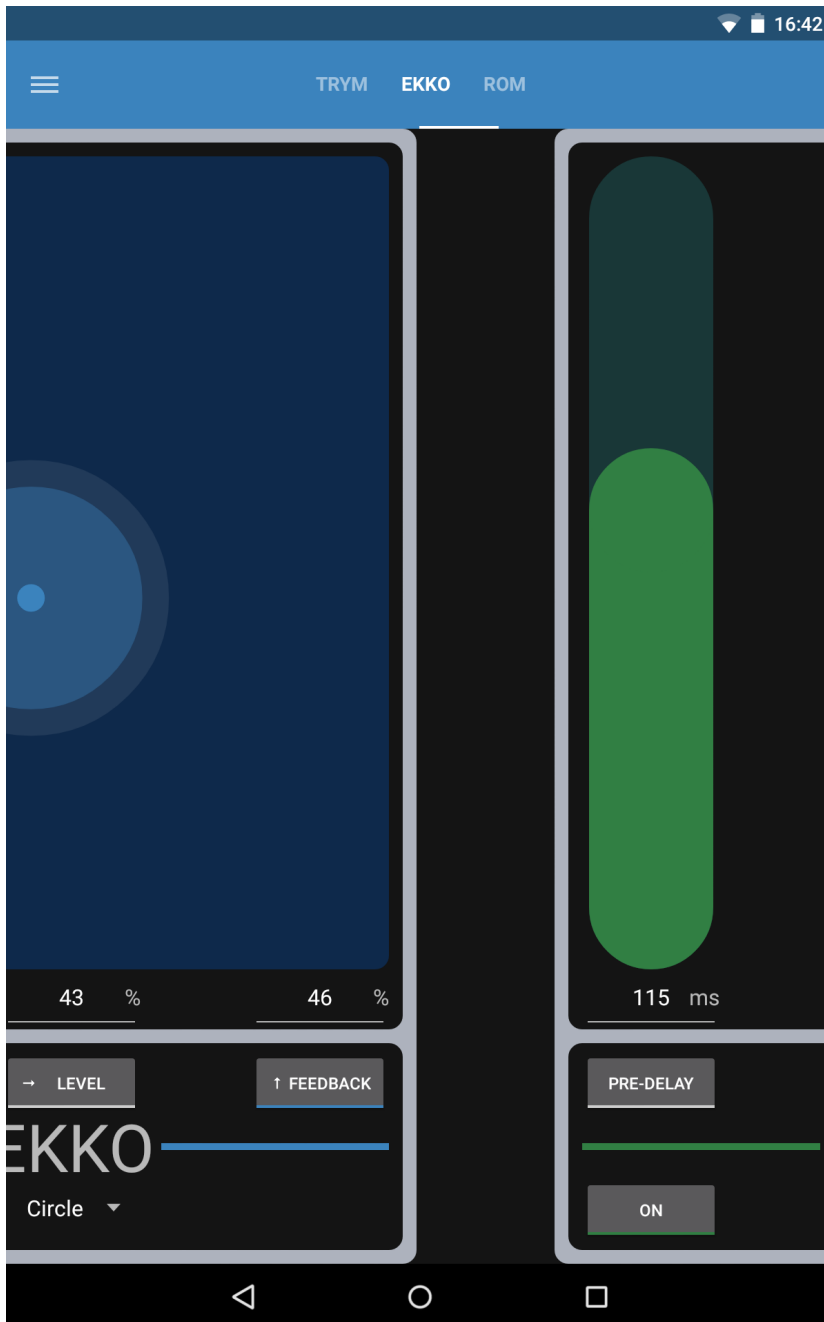 16:42
TRYM EKKO ROM
43 % 46 % 115 ms
→ LEVEL ↑ FEEDBACK PRE-DELAY
EKKO
Circle ON